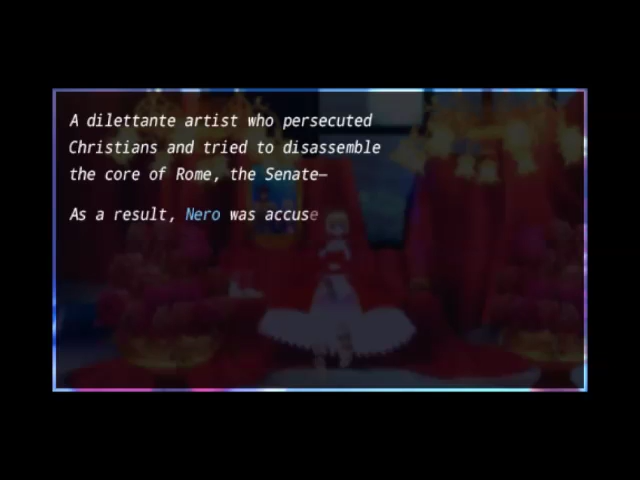 A dilettante artist who persecuted
Christians and tried to disassemble
the core of Rome, the Senate—
As a result, Nero was accuse